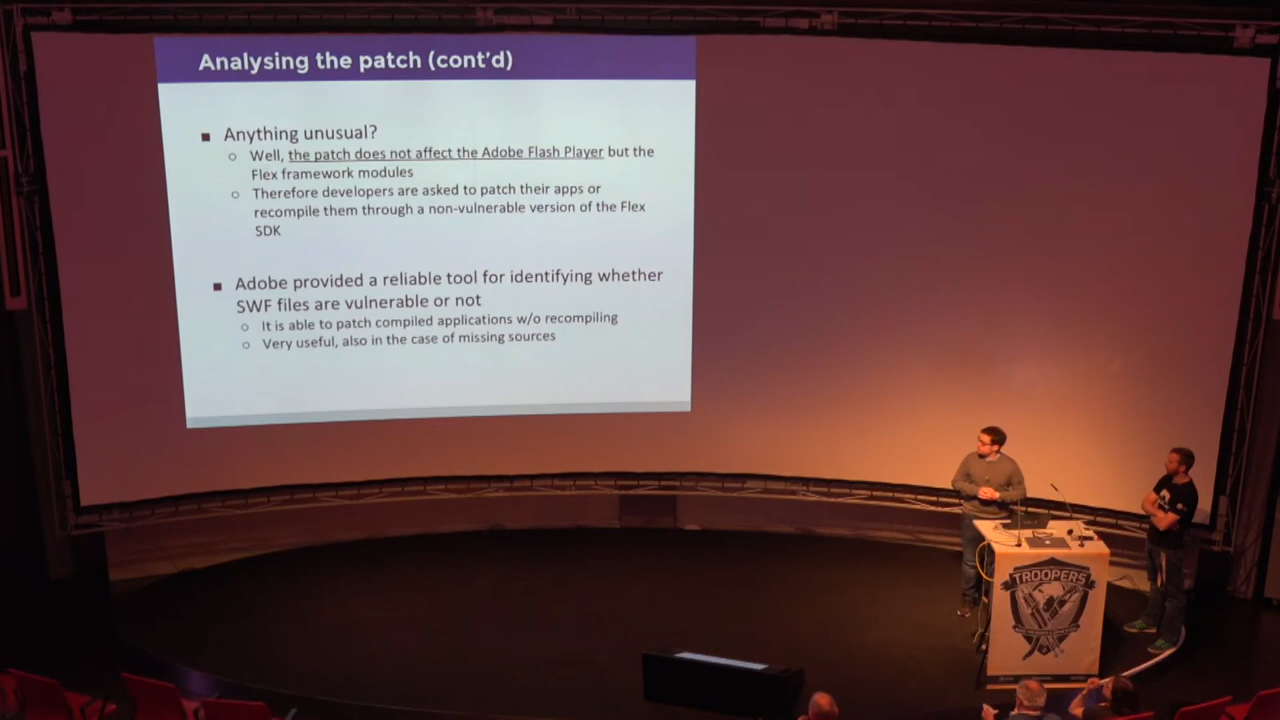 Analysing the patch (cont'd)
■ Anything unusual?
○ Well, the patch does not affect the Adobe Flash Player but the
Flex framework modules
○ Therefore developers are asked to patch their apps or
recompile them through a non-vulnerable version of the Flex
SDK
■ Adobe provided a reliable tool for identifying whether
SWF files are vulnerable or not
○ It is able to patch compiled applications w/o recompiling
○ Very useful, also in the case of missing sources
TROOPERS